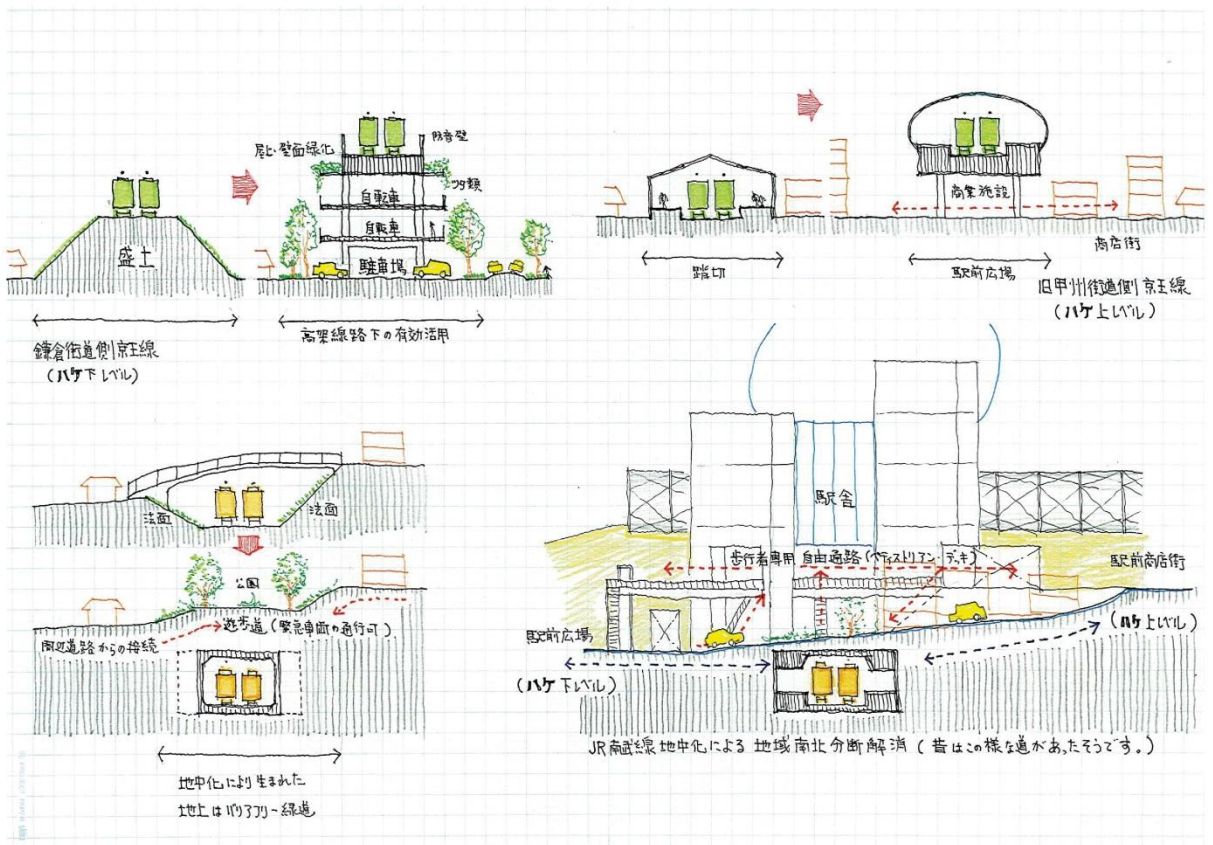 屋上・壁面緑化
防音壁
ツタ類
自転車
自転車
駐車場
盛土
高架線路下の有効活用
鎌倉街道側京王線
(ハケ下レベル)
商業施設
商店街
踏切
駅前広場
旧甲州街道側京王線
(ハケ上レベル)
法面
法面
公園
遊歩道(緊急車両の通行可)
周辺道路からの接続
地中化により生まれた
地上はバリアフリー緑道
駅舎
歩行者専用 自由通路(ペデストリアン・デッキ)
駅前商店街
駅前広場
(ハケ上レベル)
(ハケ下レベル)
JR南武線地中化による 地域南北分断解消 (昔はこの様な道があったそうです。)